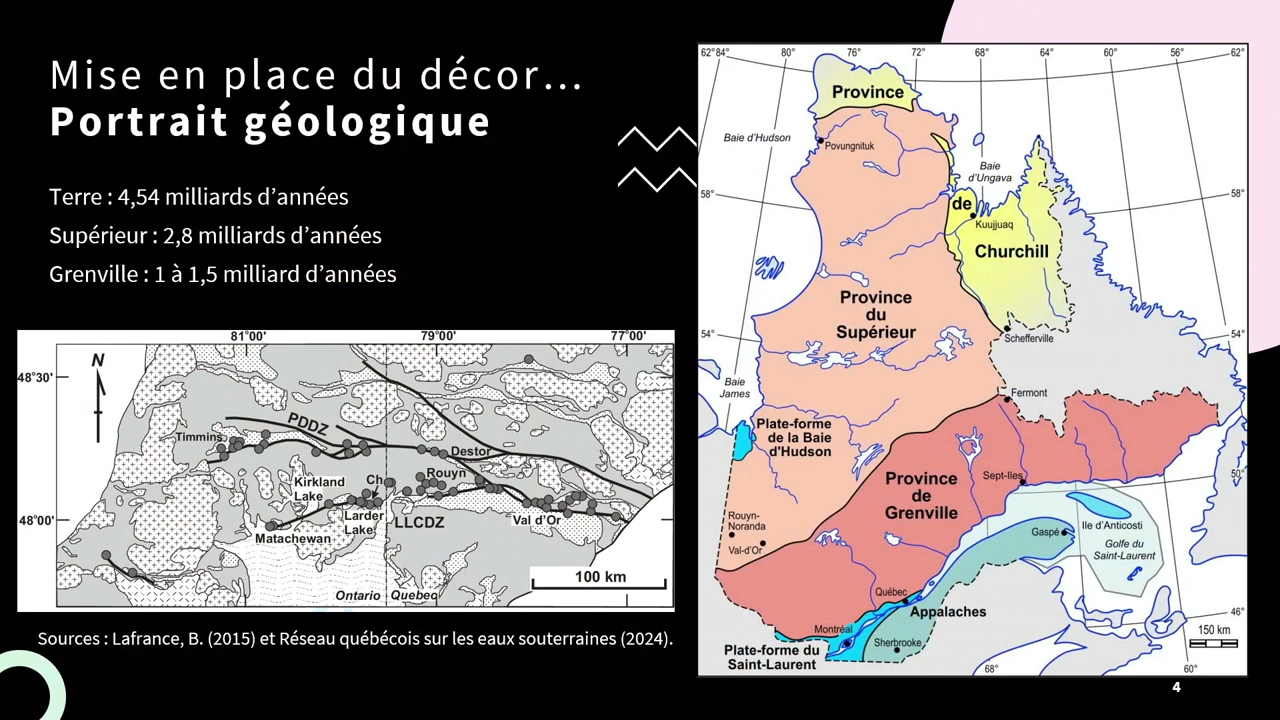 Mise en place du décor…
Portrait géologique
Terre : 4,54 milliards d’années
Supérieur : 2,8 milliards d’années
Grenville : 1 à 1,5 milliard d’années
81°00'
79°00'
77°00'
48°30'
48°00'
N
PDDZ
Timmins
Destor
Rouyn
Kirkland
Lake
Ch
Larder
Lake
LLCDZ
Val d’Or
Matachewan
100 km
Ontario
Quebec
Sources : Lafrance, B. (2015) et Réseau québécois sur les eaux souterraines (2024).
62°84°
80°
76°
72°
68°
64°
60°
56°
62°
Province
Baie d’Hudson
Povungnituk
Baie
d’Ungava
58°
58°
de
Kuujjuaq
Churchill
Province
du
Supérieur
54°
54°
Schefferville
Baie
James
Fermont
Plate-forme
de la Baie
d'Hudson
Province
de
Grenville
Sept-Iles
50°
Rouyn-
Noranda
Val-d’Or
Gaspé
Ile d’Anticosti
Golfe du
Saint-Laurent
Québec
Appalaches
46°
Montréal
Sherbrooke
150 km
Plate-forme du
Saint-Laurent
68°
60°
4